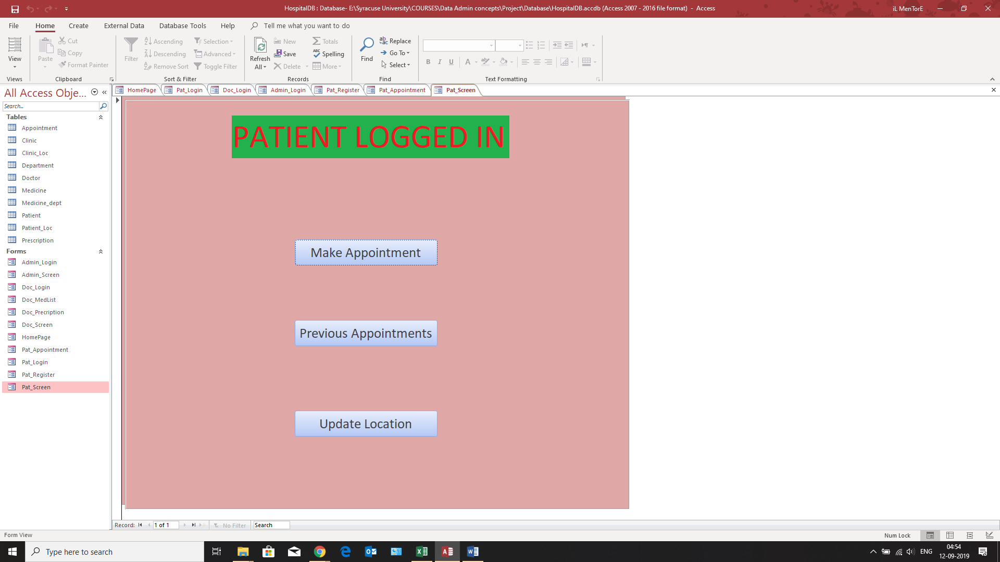 HospitalDB : Database- E:\Syracuse University\COURSES\Data Admin concepts\Project\Database\HospitalDB.accdb (Access 2007 - 2016 file format) - Access
iL MenTorE
File Home Create External Data Database Tools Help Tell me what you want to do
View
Views
Paste
Cut
Copy
Format Painter
Clipboard
Filter
Ascending
Descending
Remove Sort
Selection
Advanced
Toggle Filter
Sort & Filter
Refresh
All
New
Save
Delete
Totals
Spelling
More
Records
Find
Replace
Go To
Select
Find
B I U A
Text Formatting
All Access Obje...
Search...
Tables
Appointment
Clinic
Clinic_Loc
Department
Doctor
Medicine
Medicine_dept
Patient
Patient_Loc
Prescription
Forms
Admin_Login
Admin_Screen
Doc_Login
Doc_MedList
Doc_Precription
Doc_Screen
HomePage
Pat_Appointment
Pat_Login
Pat_Register
Pat_Screen
HomePage Pat_Login Doc_Login Admin_Login Pat_Register Pat_Appointment Pat_Screen
PATIENT LOGGED IN
Make Appointment
Previous Appointments
Update Location
Record: 1 of 1 No Filter Search
Form View
Num Lock
Type here to search
ENG
04:54
12-09-2019